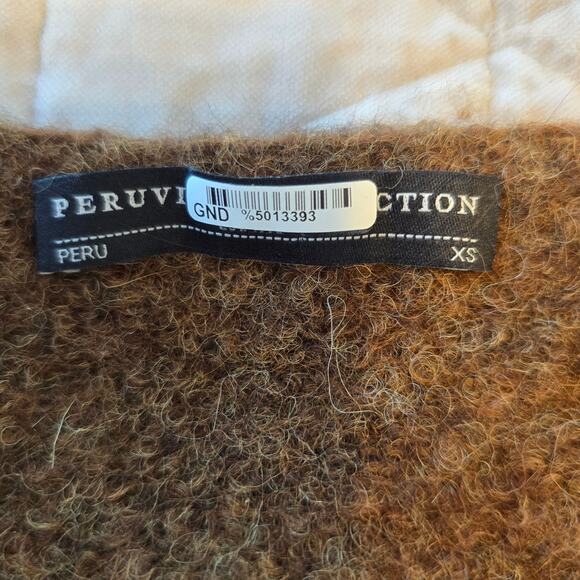 PERUVI CTION
GND %5013393
PERU XS